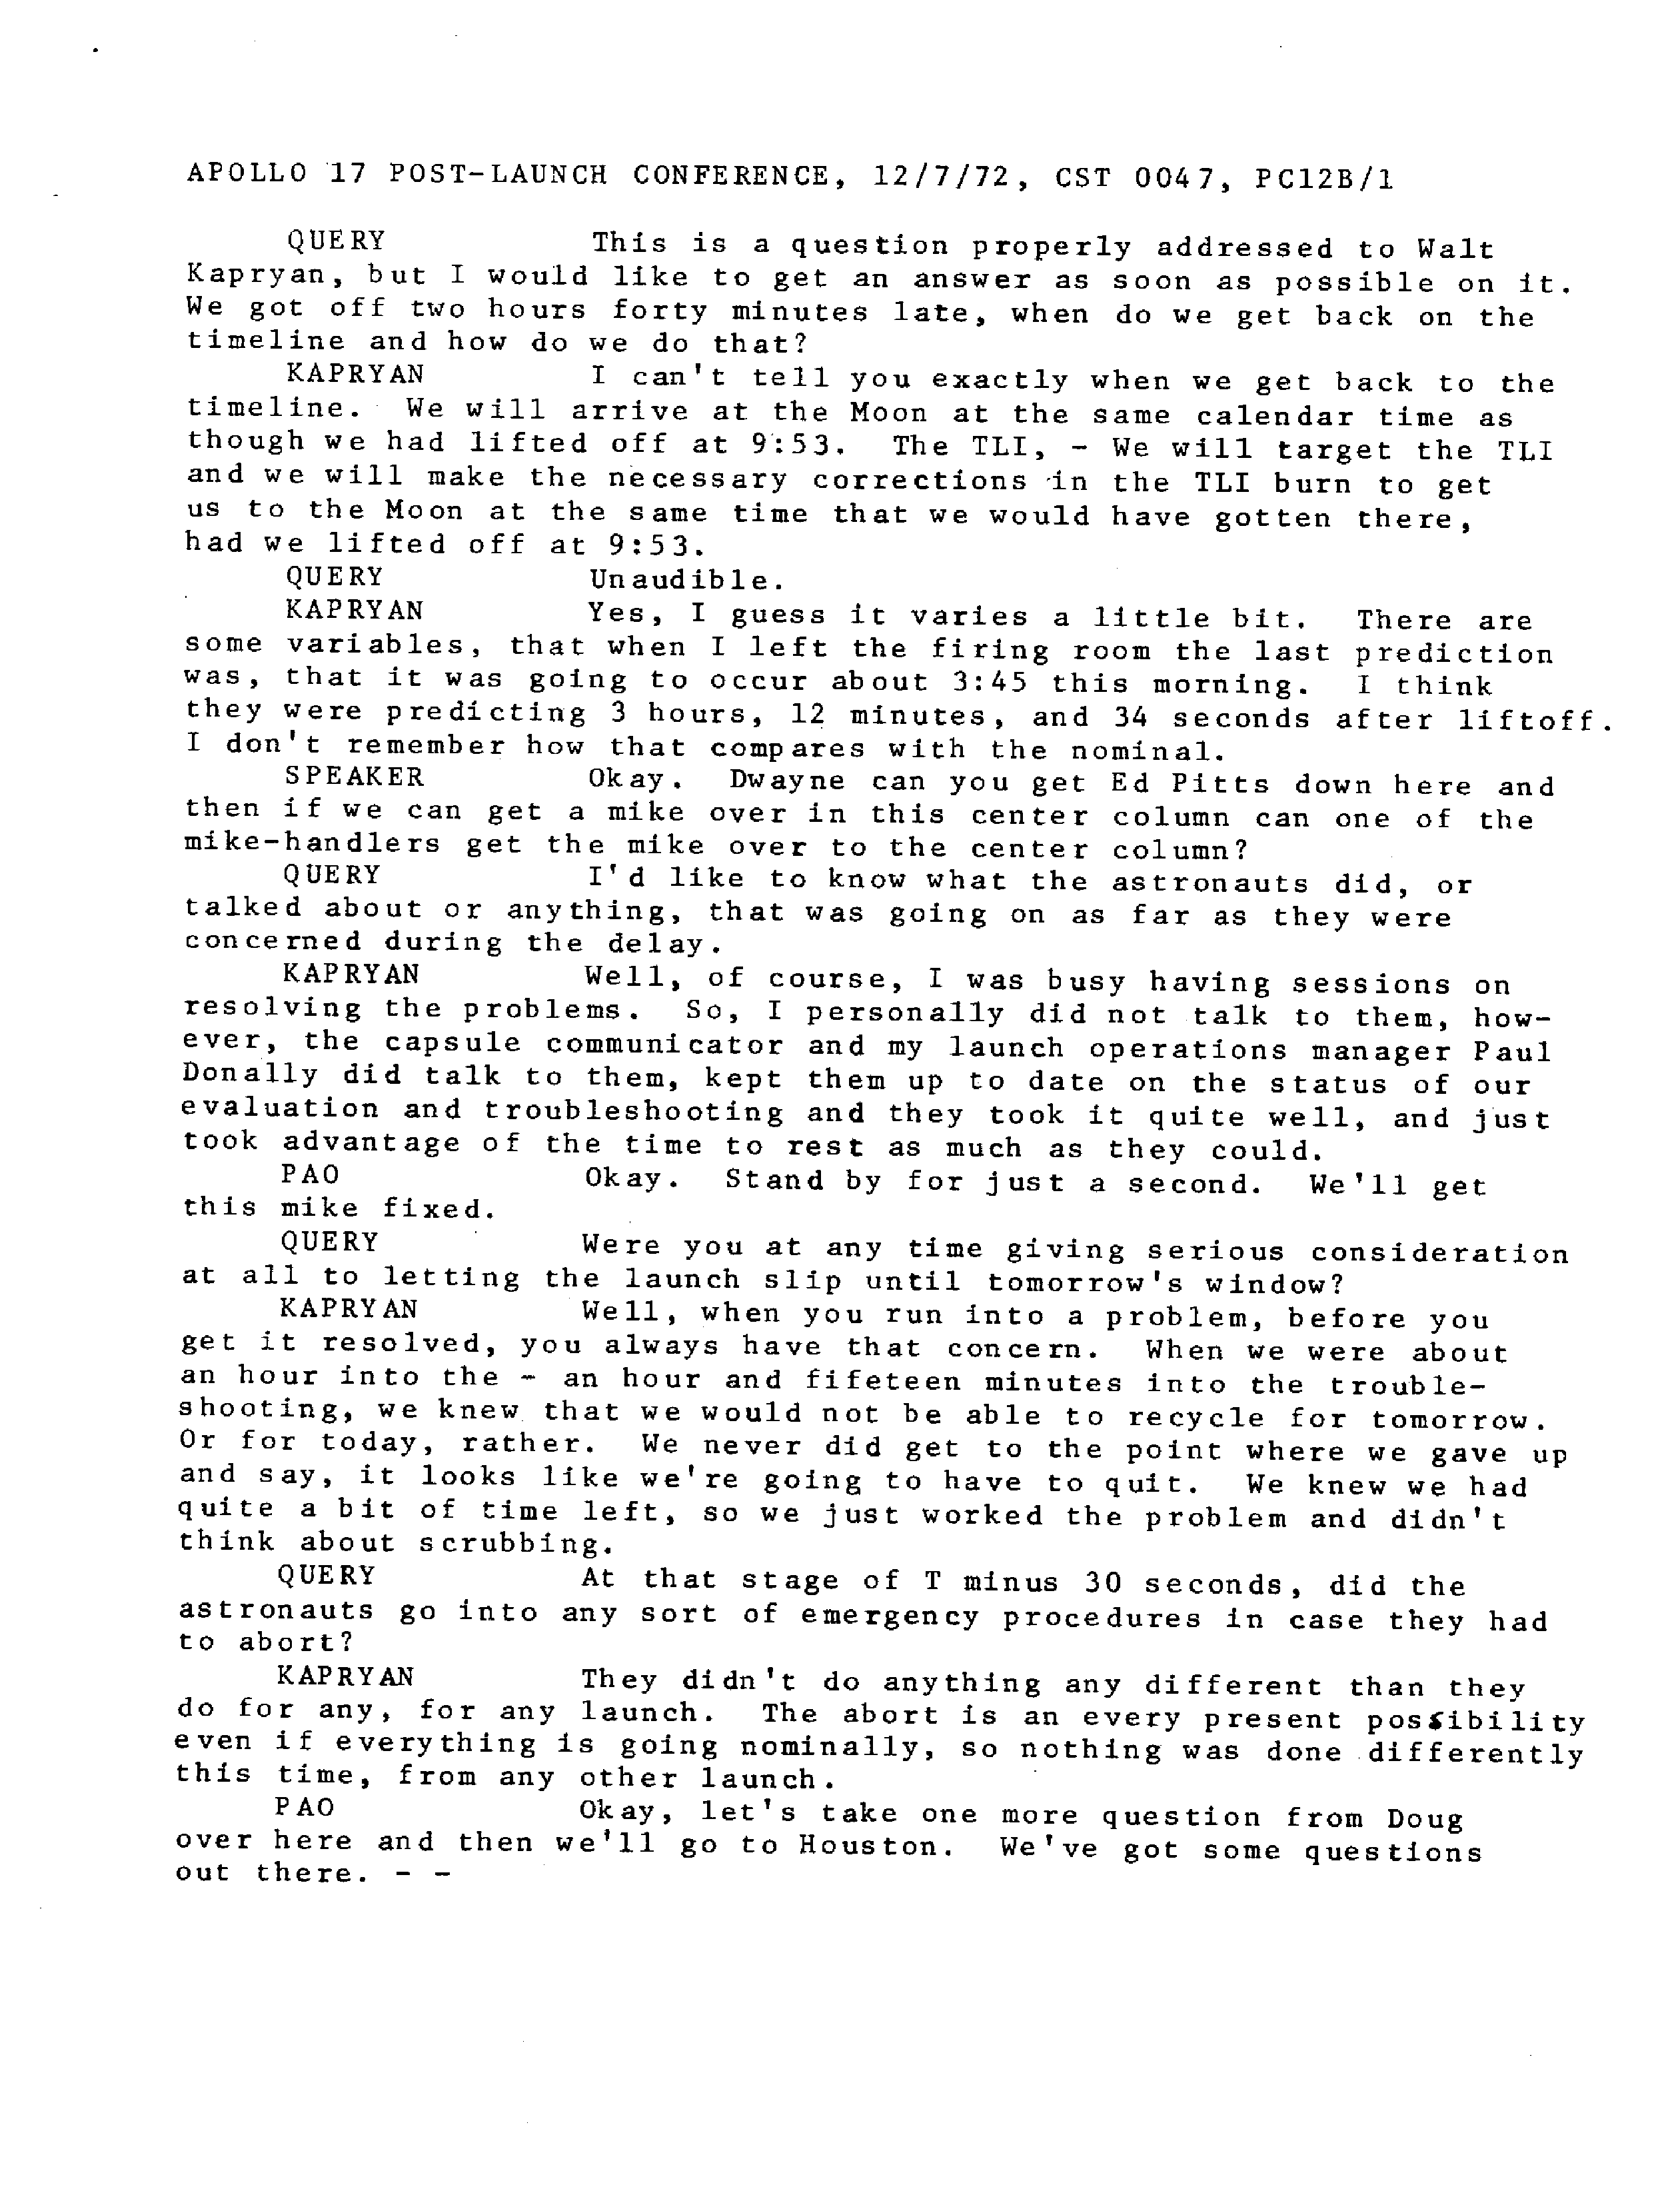 APOLLO 17 POST-LAUNCH CONFERENCE, 12/7/72, CST 0047, PC12B/1
QUERY This is a question properly addressed to Walt
Kapryan, but I would like to get an answer as soon as possible on it.
We got off two hours forty minutes late, when do we get back on the
timeline and how do we do that?
KAPRYAN I can't tell you exactly when we get back to the
timeline. We will arrive at the Moon at the same calendar time as
though we had lifted off at 9:53. The TLI, - We will target the TLI
and we will make the necessary corrections in the TLI burn to get
us to the Moon at the same time that we would have gotten there,
had we lifted off at 9:53.
QUERY Unaudible.
KAPRYAN Yes, I guess it varies a little bit. There are
some variables, that when I left the firing room the last prediction
was, that it was going to occur about 3:45 this morning. I think
they were predicting 3 hours, 12 minutes, and 34 seconds after liftoff.
I don't remember how that compares with the nominal.
SPEAKER Okay. Dwayne can you get Ed Pitts down here and
then if we can get a mike over in this center column can one of the
mike-handlers get the mike over to the center column?
QUERY I'd like to know what the astronauts did, or
talked about or anything, that was going on as far as they were
concerned during the delay.
KAPRYAN Well, of course, I was busy having sessions on
resolving the problems. So, I personally did not talk to them, how-
ever, the capsule communicator and my launch operations manager Paul
Donally did talk to them, kept them up to date on the status of our
evaluation and troubleshooting and they took it quite well, and just
took advantage of the time to rest as much as they could.
PAO Okay. Stand by for just a second. We'll get
this mike fixed.
QUERY Were you at any time giving serious consideration
at all to letting the launch slip until tomorrow's window?
KAPRYAN Well, when you run into a problem, before you
get it resolved, you always have that concern. When we were about
an hour into the - an hour and fifeteen minutes into the trouble-
shooting, we knew that we would not be able to recycle for tomorrow.
Or for today, rather. We never did get to the point where we gave up
and say, it looks like we're going to have to quit. We knew we had
quite a bit of time left, so we just worked the problem and didn't
think about scrubbing.
QUERY At that stage of T minus 30 seconds, did the
astronauts go into any sort of emergency procedures in case they had
to abort?
KAPRYAN They didn't do anything any different than they
do for any, for any launch. The abort is an every present possibility
even if everything is going nominally, so nothing was done differently
this time, from any other launch.
PAO Okay, let's take one more question from Doug
over here and then we'll go to Houston. We've got some questions
out there. - -